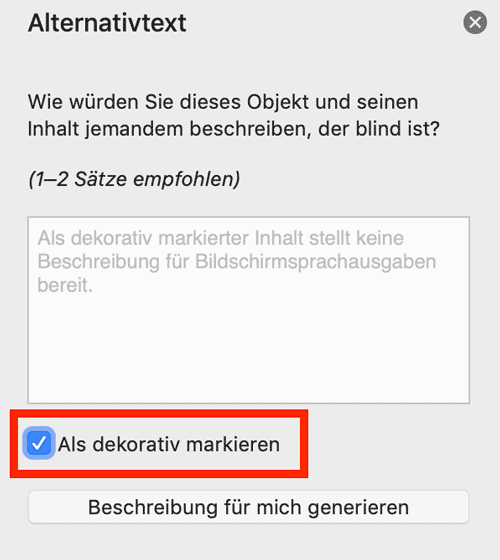 Alternativtext
Wie würden Sie dieses Objekt und seinen
Inhalt jemandem beschreiben, der blind ist?
(1–2 Sätze empfohlen)
Als dekorativ markierter Inhalt stellt keine
Beschreibung für Bildschirmsprachausgaben
bereit.
Als dekorativ markieren
Beschreibung für mich generieren